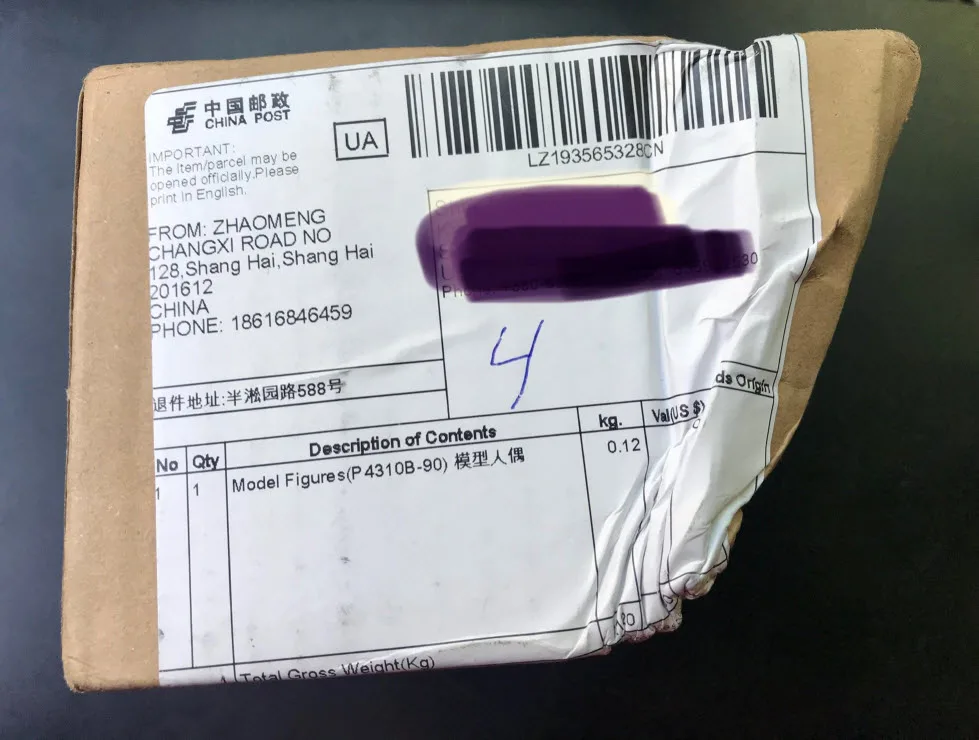 中国邮政
CHINA POST
UA
LZ193565328CN
IMPORTANT:
The Item/parcel may be
opened officially.Please
print in English.
FROM: ZHAOMENG
CHANGXI ROAD NO
128,Shang Hai,Shang Hai
201612
CHINA
PHONE: 18616846459
4
退件地址:半淞园路588号
No Qty Description of Contents kg. Val(US $) ds Origin
1 1 Model Figures(P4310B-90) 模型人偶 0.12
1 Total Gross Weight(Kg)